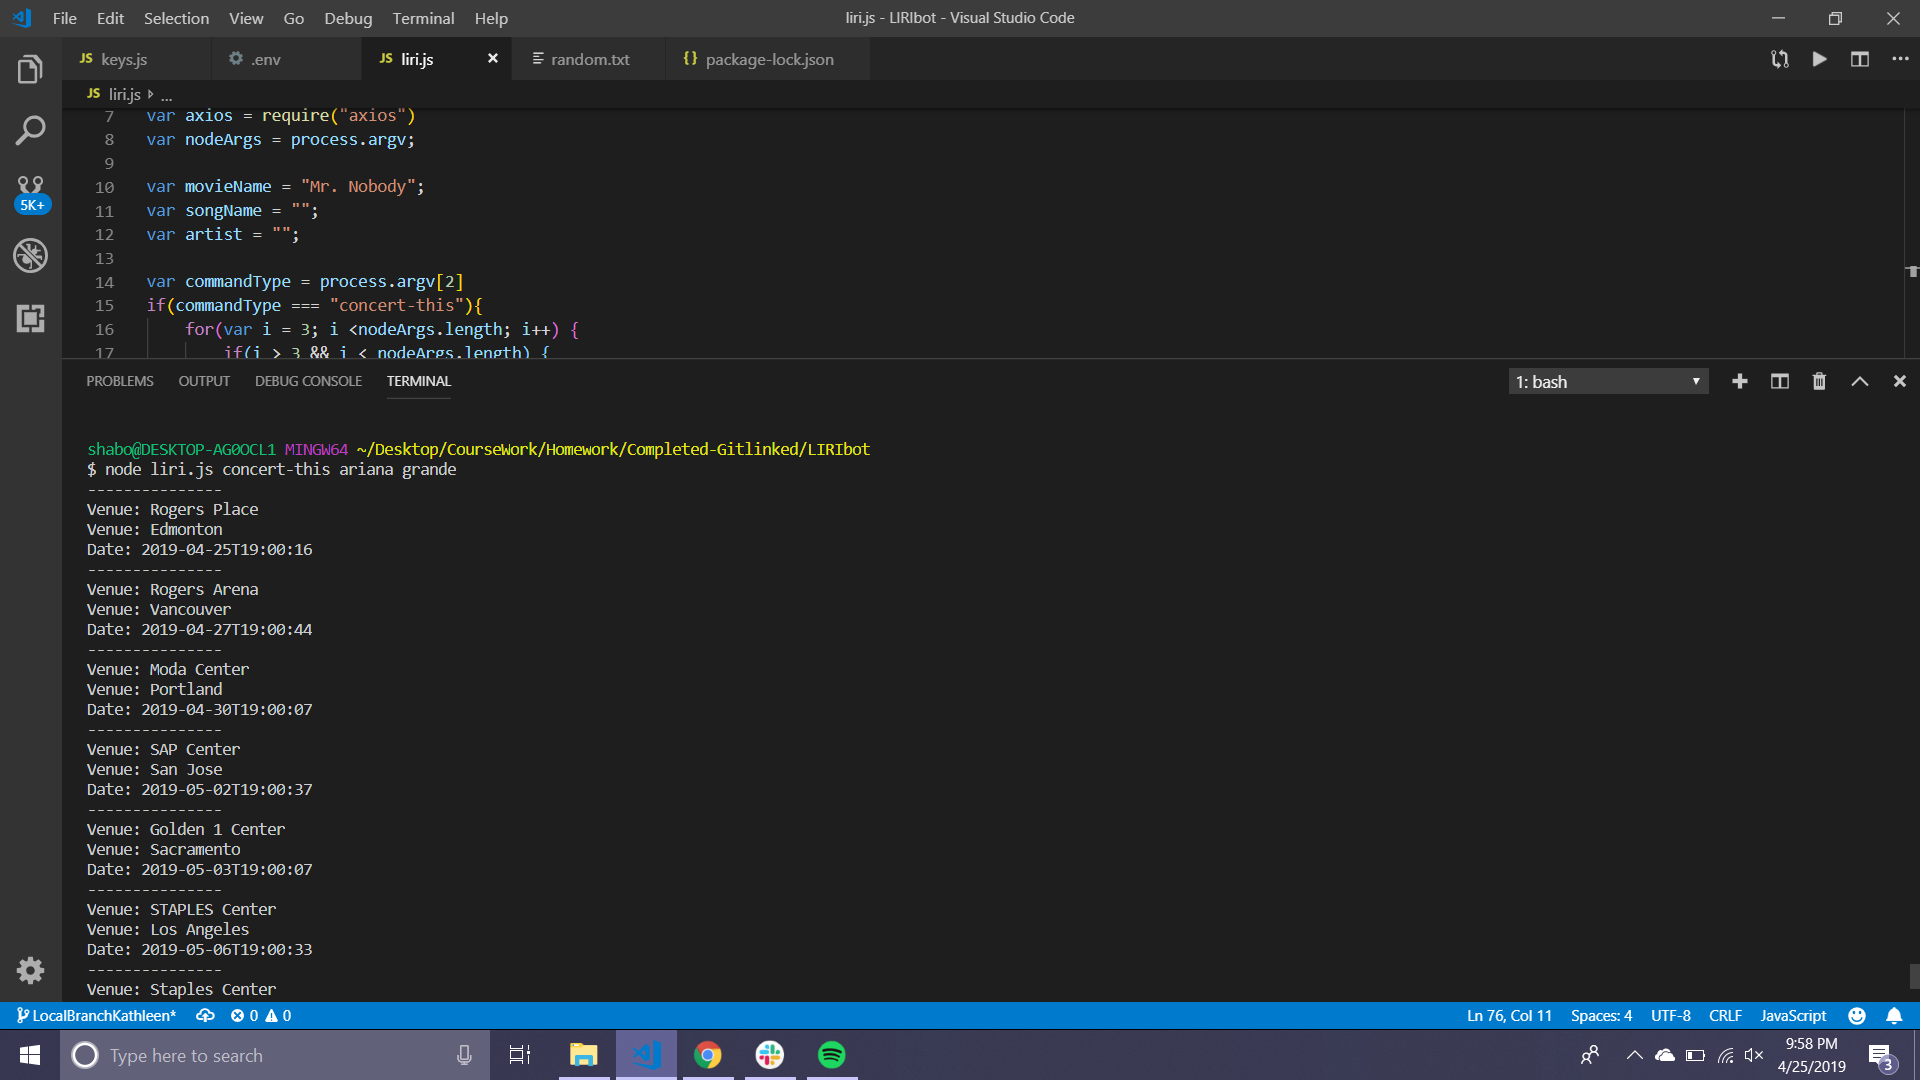 File Edit Selection View Go Debug Terminal Help
liri.js - LIRIbot - Visual Studio Code
JS keys.js
.env
JS liri.js
random.txt
{} package-lock.json
JS liri.js ...
7 var axios = require("axios")
8 var nodeArgs = process.argv;
9
10 var movieName = "Mr. Nobody";
11 var songName = "";
12 var artist = "";
13
14 var commandType = process.argv[2]
15 if(commandType === "concert-this"){
16 for(var i = 3; i <nodeArgs.length; i++) {
17 if(i > 3 && i < nodeArgs.length) {
5K+
PROBLEMS OUTPUT DEBUG CONSOLE TERMINAL
1: bash
shabo@DESKTOP-AG0OCL1 MINGW64 ~/Desktop/CourseWork/Homework/Completed-Gitlinked/LIRIbot
$ node liri.js concert-this ariana grande
---------------
Venue: Rogers Place
Venue: Edmonton
Date: 2019-04-25T19:00:16
---------------
Venue: Rogers Arena
Venue: Vancouver
Date: 2019-04-27T19:00:44
---------------
Venue: Moda Center
Venue: Portland
Date: 2019-04-30T19:00:07
---------------
Venue: SAP Center
Venue: San Jose
Date: 2019-05-02T19:00:37
---------------
Venue: Golden 1 Center
Venue: Sacramento
Date: 2019-05-03T19:00:07
---------------
Venue: STAPLES Center
Venue: Los Angeles
Date: 2019-05-06T19:00:33
---------------
Venue: Staples Center
LocalBranchKathleen* 0 0
Ln 76, Col 11 Spaces: 4 UTF-8 CRLF JavaScript
Type here to search
9:58 PM
4/25/2019
3